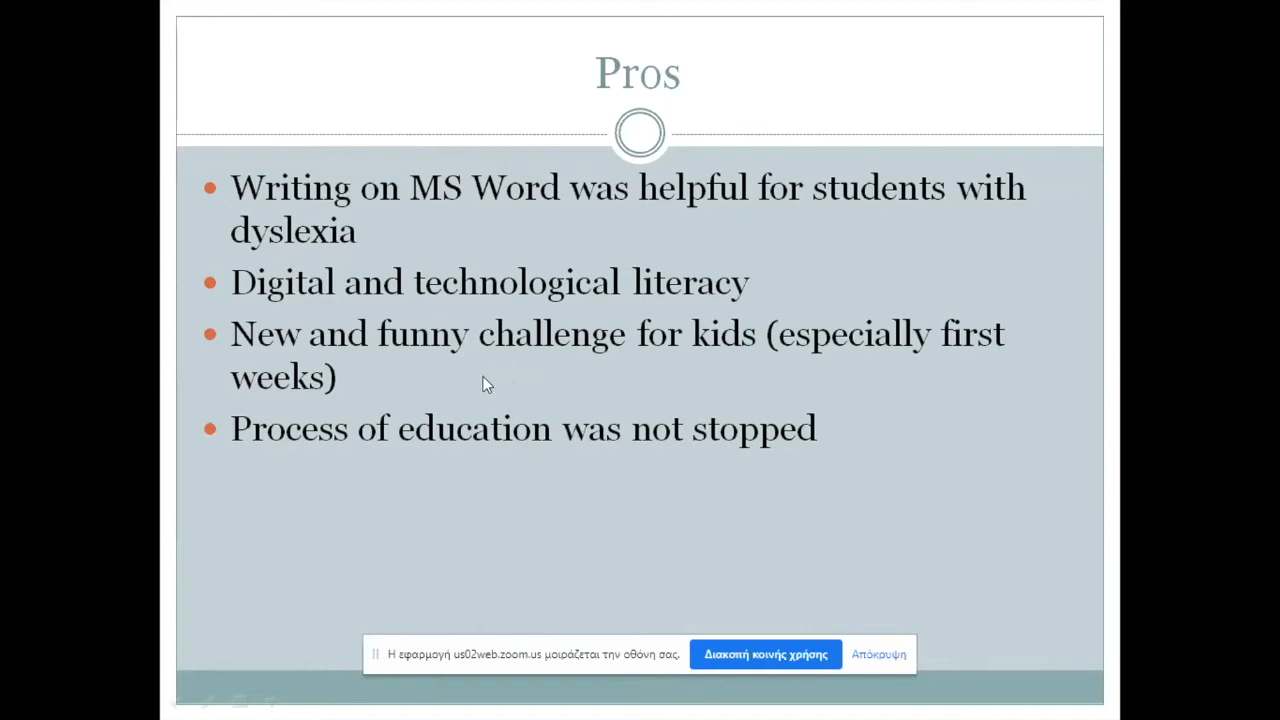 Pros
Writing on MS Word was helpful for students with
dyslexia
Digital and technological literacy
New and funny challenge for kids (especially first
weeks)
Process of education was not stopped
Η εφαρμογή us02web.zoom.us μοιράζεται την οθόνη σας.
Διακοπή κοινής χρήσης
Απόκρυψη